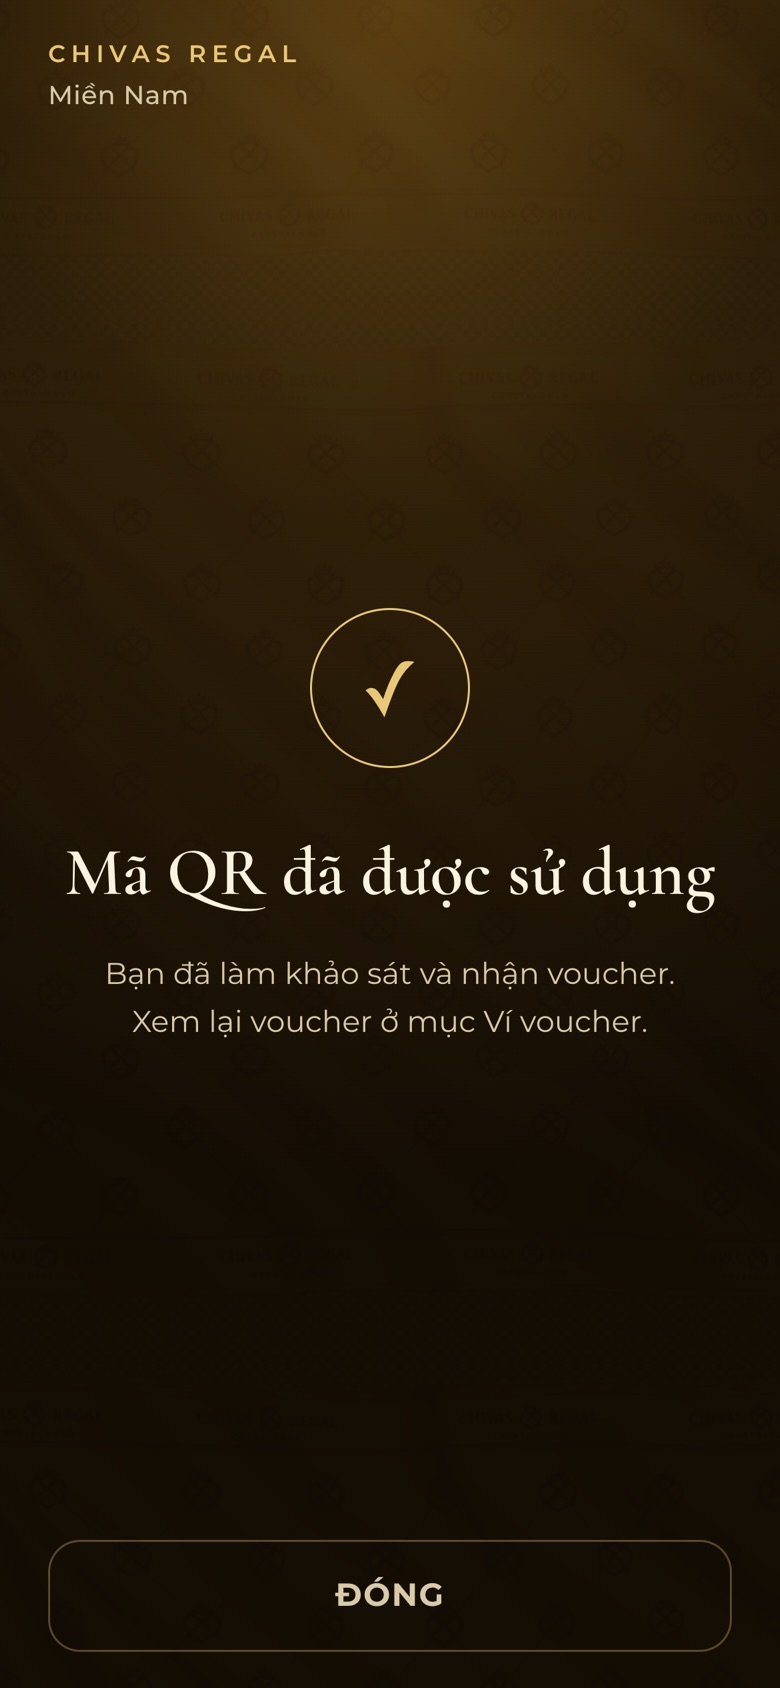 CHIVAS REGAL
Miền Nam
Mã QR đã được sử dụng
Bạn đã làm khảo sát và nhận voucher.
Xem lại voucher ở mục Ví voucher.
ĐÓNG